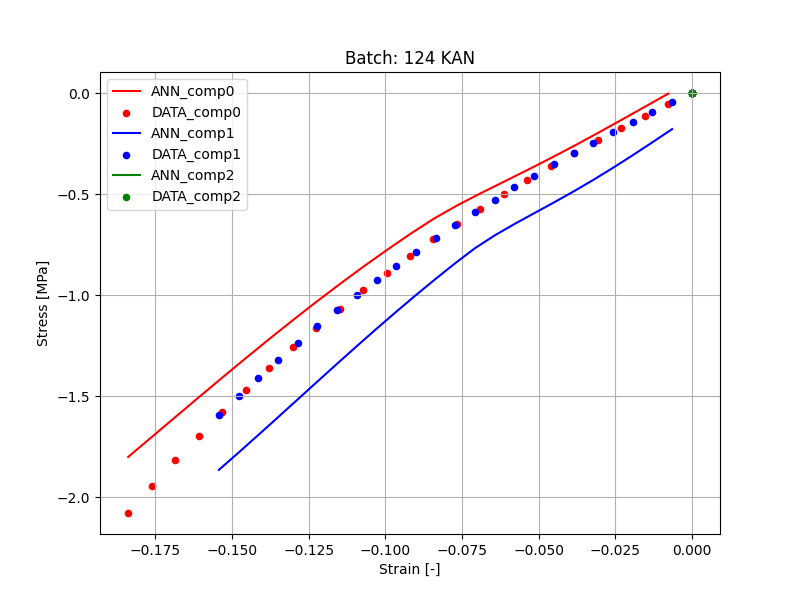 Batch: 124 KAN
ANN_comp0
DATA_comp0
ANN_comp1
DATA_comp1
ANN_comp2
DATA_comp2
Stress [MPa]
0.0
−0.5
−1.0
−1.5
−2.0
−0.175 −0.150 −0.125 −0.100 −0.075 −0.050 −0.025 0.000
Strain [-]